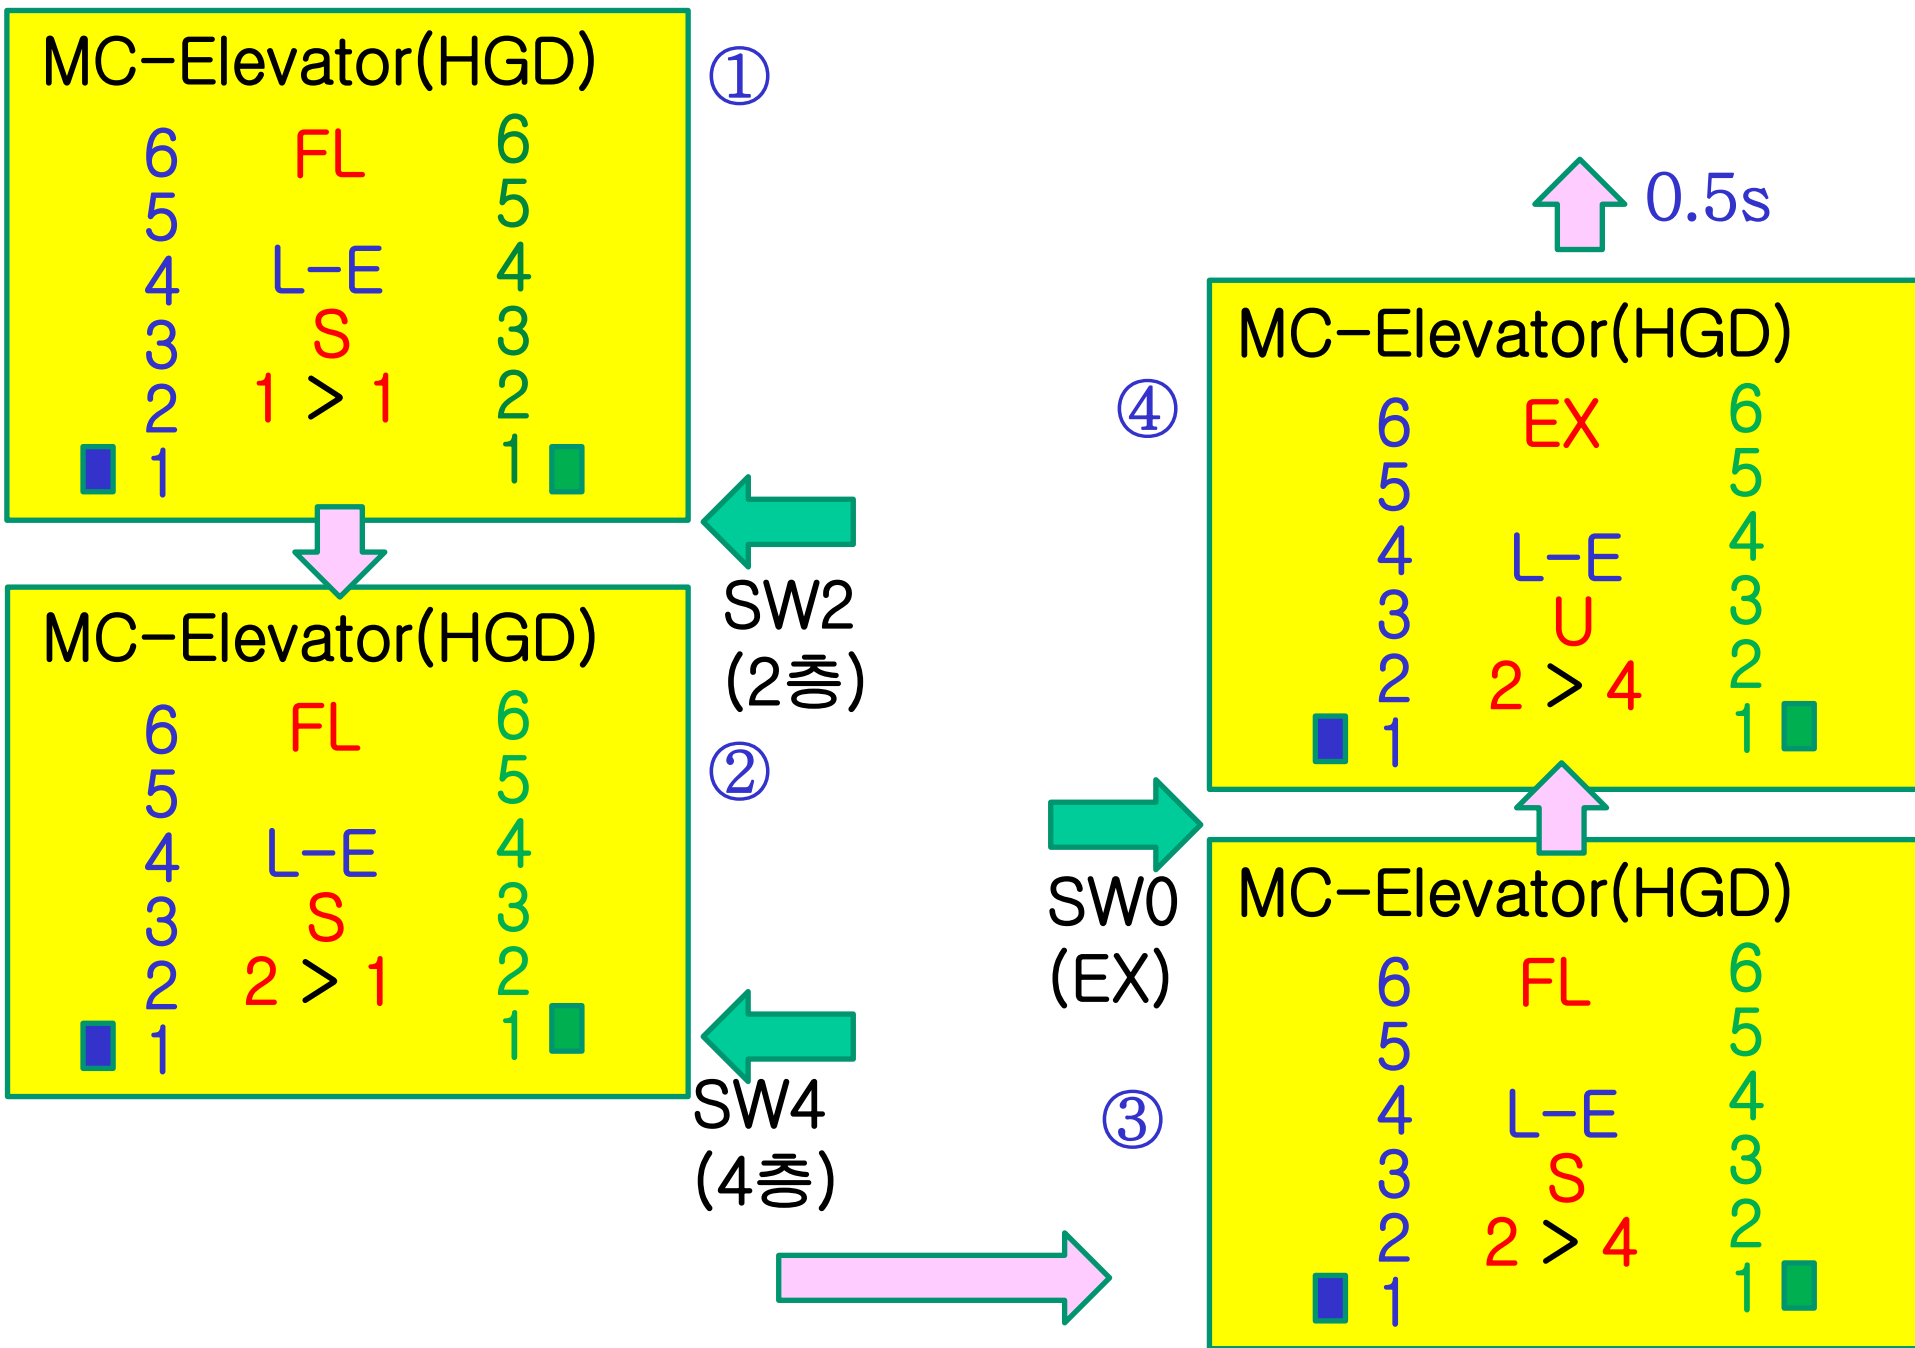 MC-Elevator(HGD)
①
6 FL 6
5 5
4 L-E 4
3 S 3
2 1 > 1 2
1 1
SW2
(2층)
MC-Elevator(HGD)
②
6 FL 6
5 5
4 L-E 4
3 S 3
2 2 > 1 2
1 1
SW4
(4층)
③
MC-Elevator(HGD)
6 FL 6
5 5
4 L-E 4
3 S 3
2 2 > 4 2
1 1
SW0
(EX)
④
MC-Elevator(HGD)
6 EX 6
5 5
4 L-E 4
3 U 3
2 2 > 4 2
1 1
0.5s